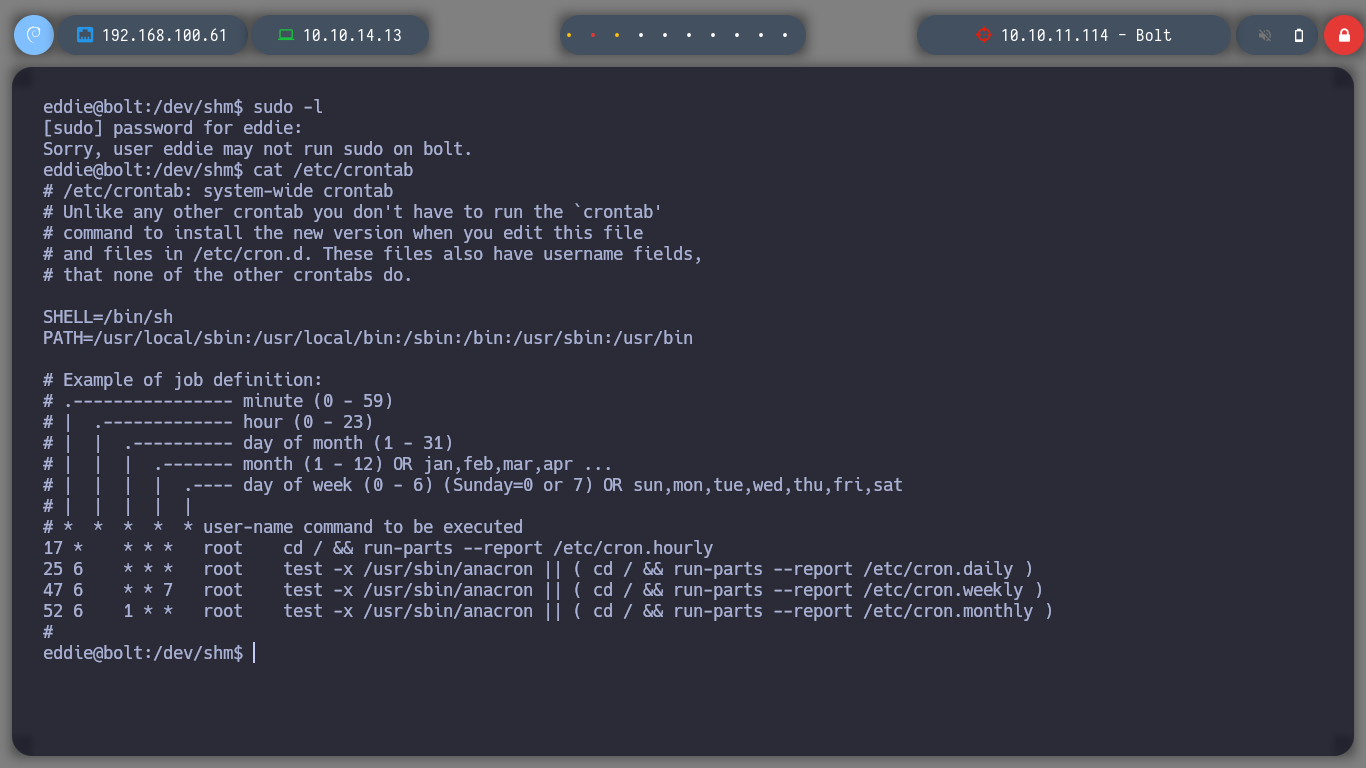 192.168.100.61 10.10.14.13 10.10.11.114 - Bolt
eddie@bolt:/dev/shm$ sudo -l
[sudo] password for eddie:
Sorry, user eddie may not run sudo on bolt.
eddie@bolt:/dev/shm$ cat /etc/crontab
# /etc/crontab: system-wide crontab
# Unlike any other crontab you don't have to run the `crontab'
# command to install the new version when you edit this file
# and files in /etc/cron.d. These files also have username fields,
# that none of the other crontabs do.

SHELL=/bin/sh
PATH=/usr/local/sbin:/usr/local/bin:/sbin:/bin:/usr/sbin:/usr/bin

# Example of job definition:
# .---------------- minute (0 - 59)
# |  .------------- hour (0 - 23)
# |  |  .---------- day of month (1 - 31)
# |  |  |  .------- month (1 - 12) OR jan,feb,mar,apr ...
# |  |  |  |  .---- day of week (0 - 6) (Sunday=0 or 7) OR sun,mon,tue,wed,thu,fri,sat
# |  |  |  |  |
# *  *  *  *  * user-name command to be executed
17 *    * * *   root    cd / && run-parts --report /etc/cron.hourly
25 6    * * *   root    test -x /usr/sbin/anacron || ( cd / && run-parts --report /etc/cron.daily )
47 6    * * 7   root    test -x /usr/sbin/anacron || ( cd / && run-parts --report /etc/cron.weekly )
52 6    1 * *   root    test -x /usr/sbin/anacron || ( cd / && run-parts --report /etc/cron.monthly )
#
eddie@bolt:/dev/shm$